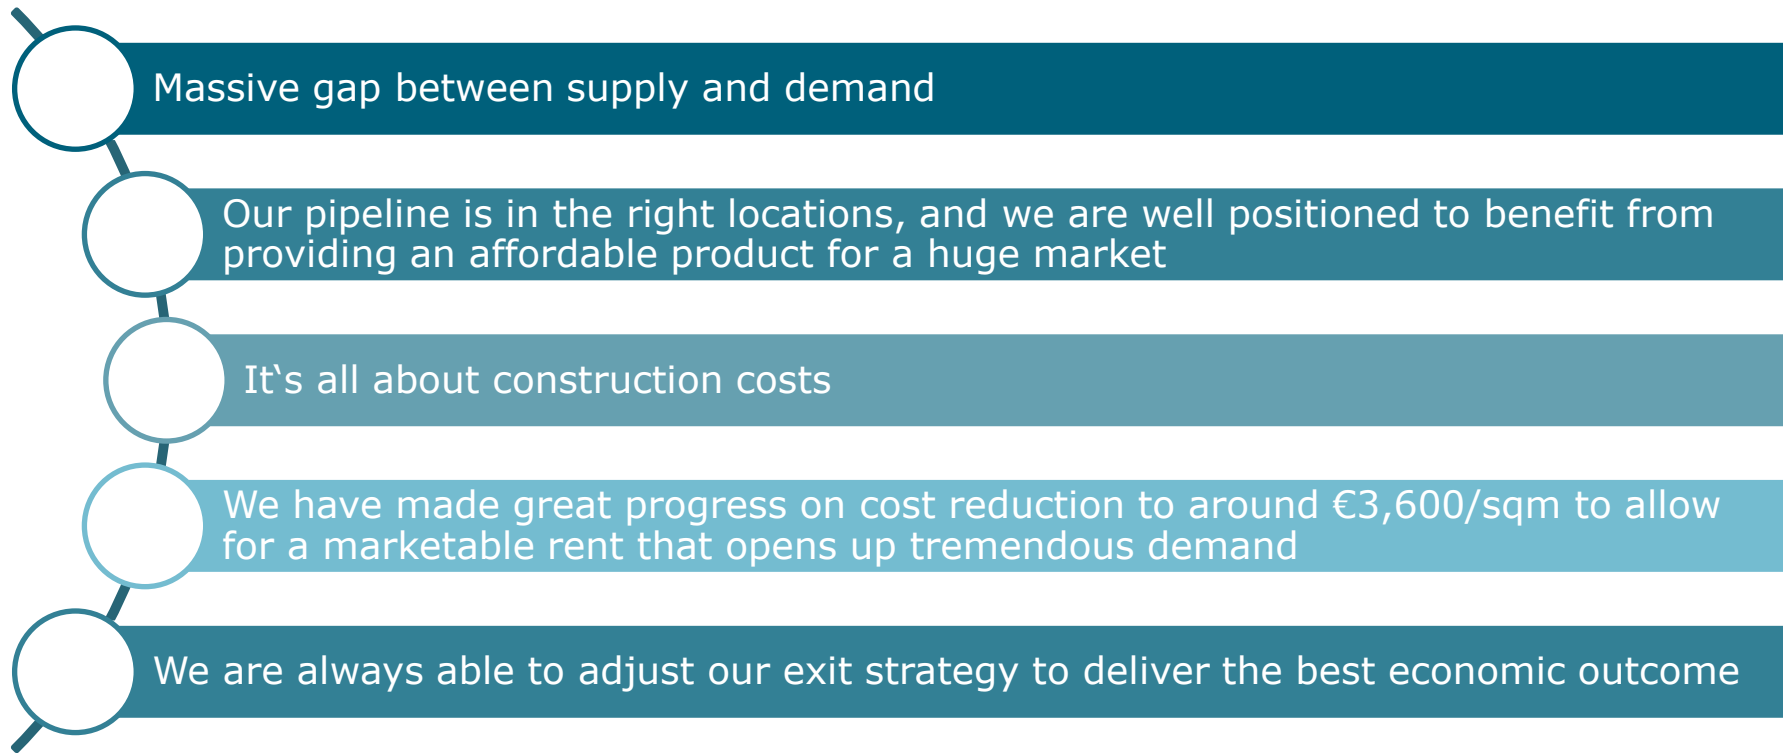 Massive gap between supply and demand
Our pipeline is in the right locations, and we are well positioned to benefit from
providing an affordable product for a huge market
It‘s all about construction costs
We have made great progress on cost reduction to around €3,600/sqm to allow
for a marketable rent that opens up tremendous demand
We are always able to adjust our exit strategy to deliver the best economic outcome